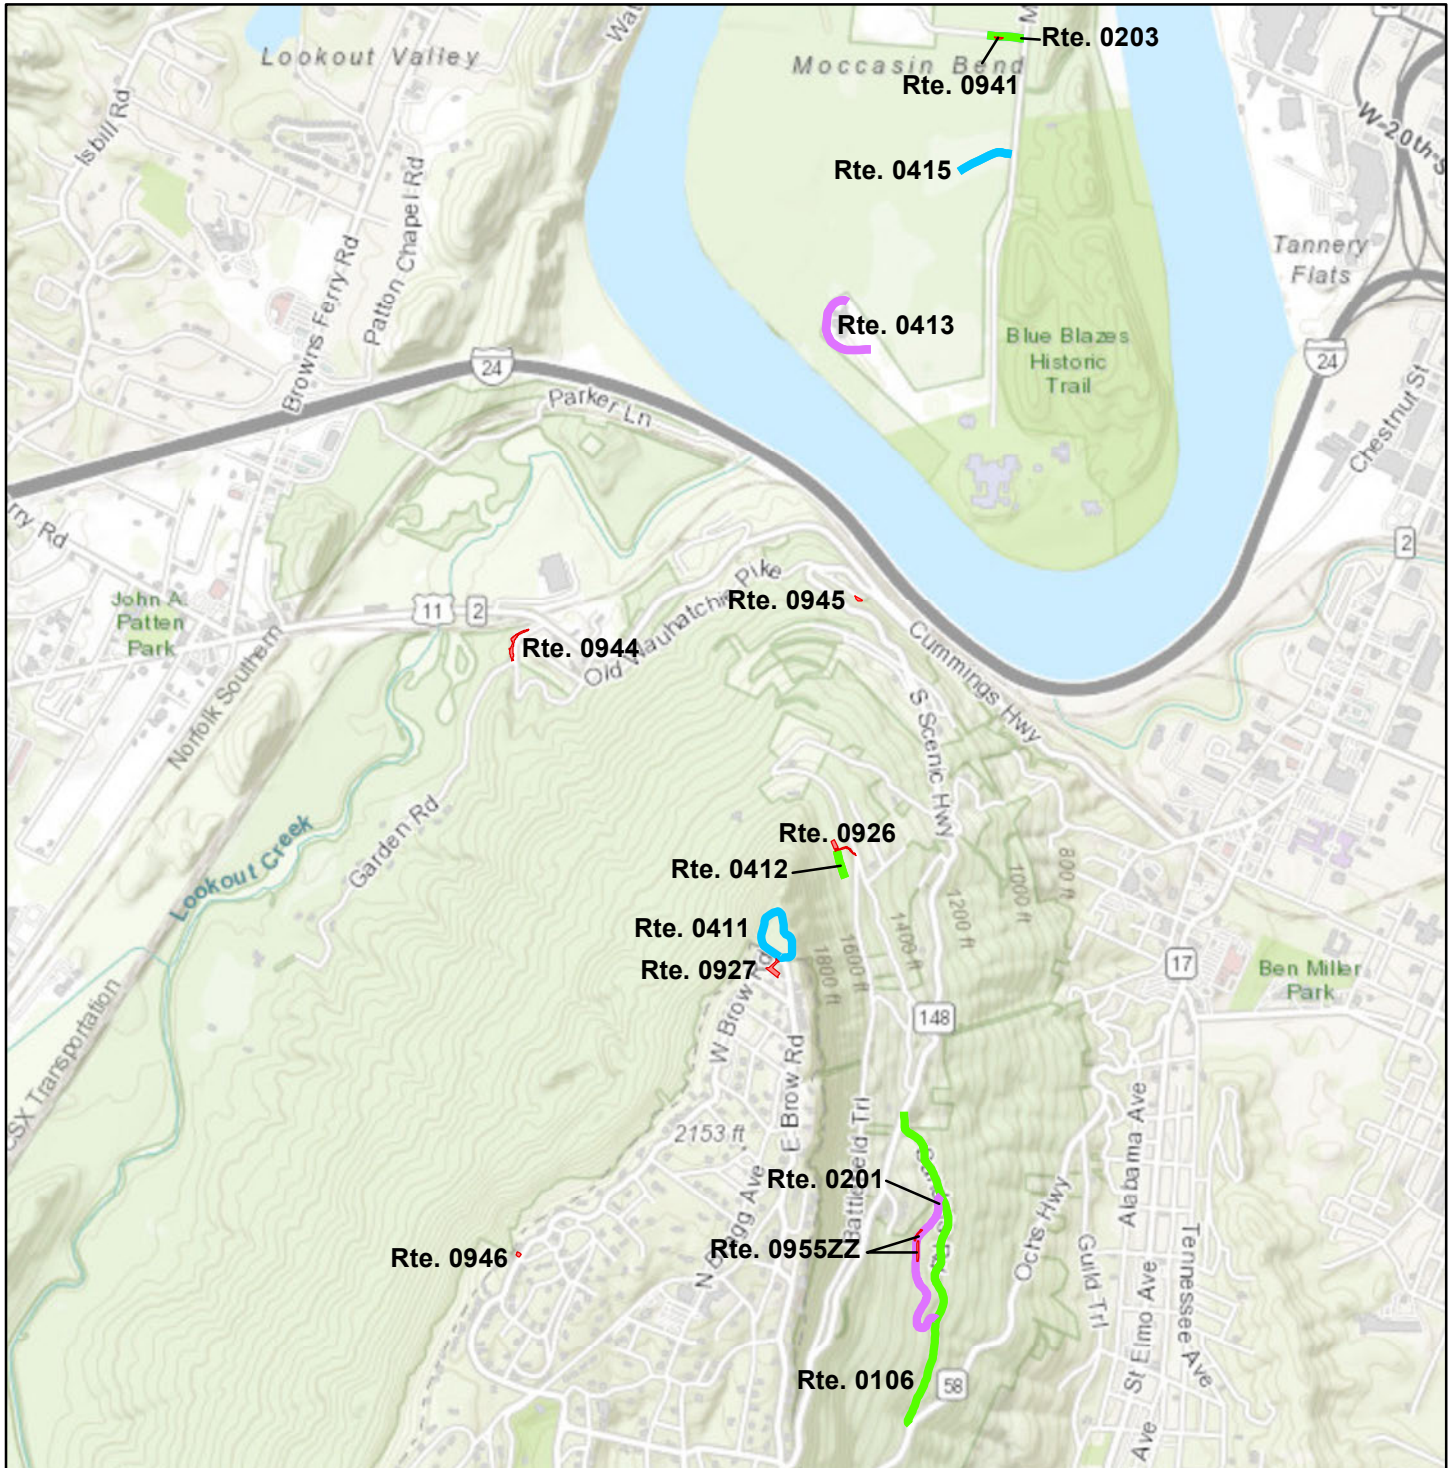 Lookout Valley
Moccasin Bend
Rte. 0203
Rte. 0941
W 20th S
Isbill Rd
Rte. 0415
Patton Chapel Rd
Browns Ferry Rd
Tannery
Flats
Rte. 0413
Blue Blazes
Historic
Trail
24
24
Parker Ln
Chestnut St
rry Rd
2
John A.
Patten
Park
11
2
Old Wauhatchie Pike
Rte. 0945
Cummings Hwy
Rte. 0944
Norfolk Southern
S Scenic Hwy
Garden Rd
Lookout Creek
Rte. 0926
Rte. 0412
800 ft
1000 ft
1200 ft
1400 ft
1600 ft
1800 ft
Rte. 0411
Rte. 0927
W Brow Rd
17
Ben Miller
Park
148
CSX Transportation
E Brow Rd
2153 ft
Battlefield Trl
Rte. 0201
N Bragg Ave
Rte. 0955ZZ
Rte. 0946
Ochs Hwy
Guild Trl
Alabama Ave
St Elmo Ave
Tennessee Ave
Rte. 0106
58
Ave